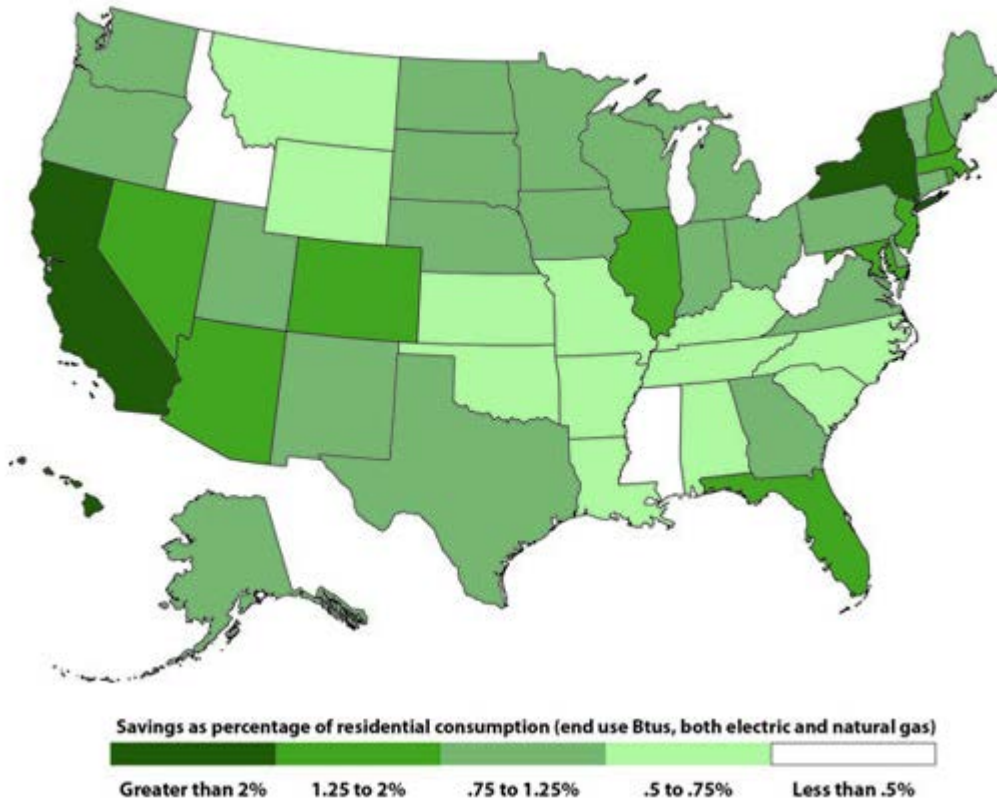 Savings as percentage of residential consumption (end use Btus, both electric and natural gas)
Greater than 2% 1.25 to 2% .75 to 1.25% .5 to .75% Less than .5%